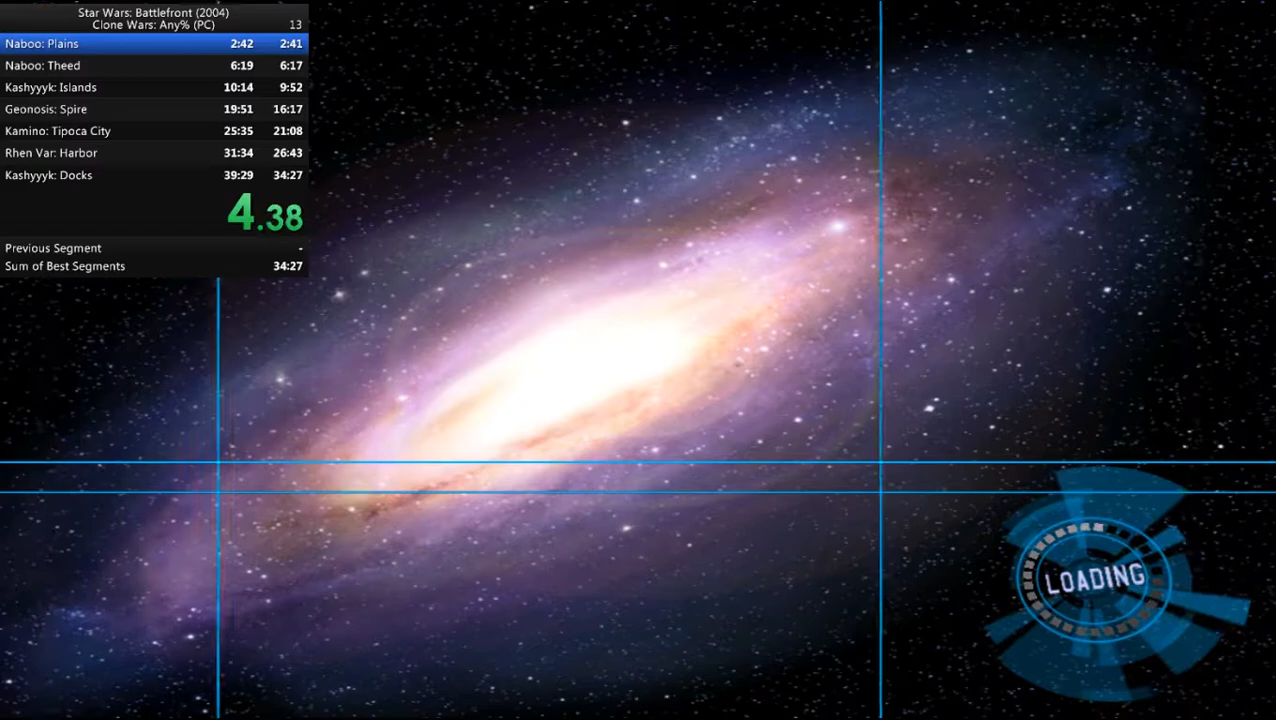 Star Wars: Battlefront (2004)
Clone Wars: Any% (PC) 13
Naboo: Plains 2:42 2:41
Naboo: Theed 6:19 6:17
Kashyyyk: Islands 10:14 9:52
Geonosis: Spire 19:51 16:17
Kamino: Tipoca City 25:35 21:08
Rhen Var: Harbor 31:34 26:43
Kashyyyk: Docks 39:29 34:27
4.38
Previous Segment -
Sum of Best Segments 34:27
LOADING